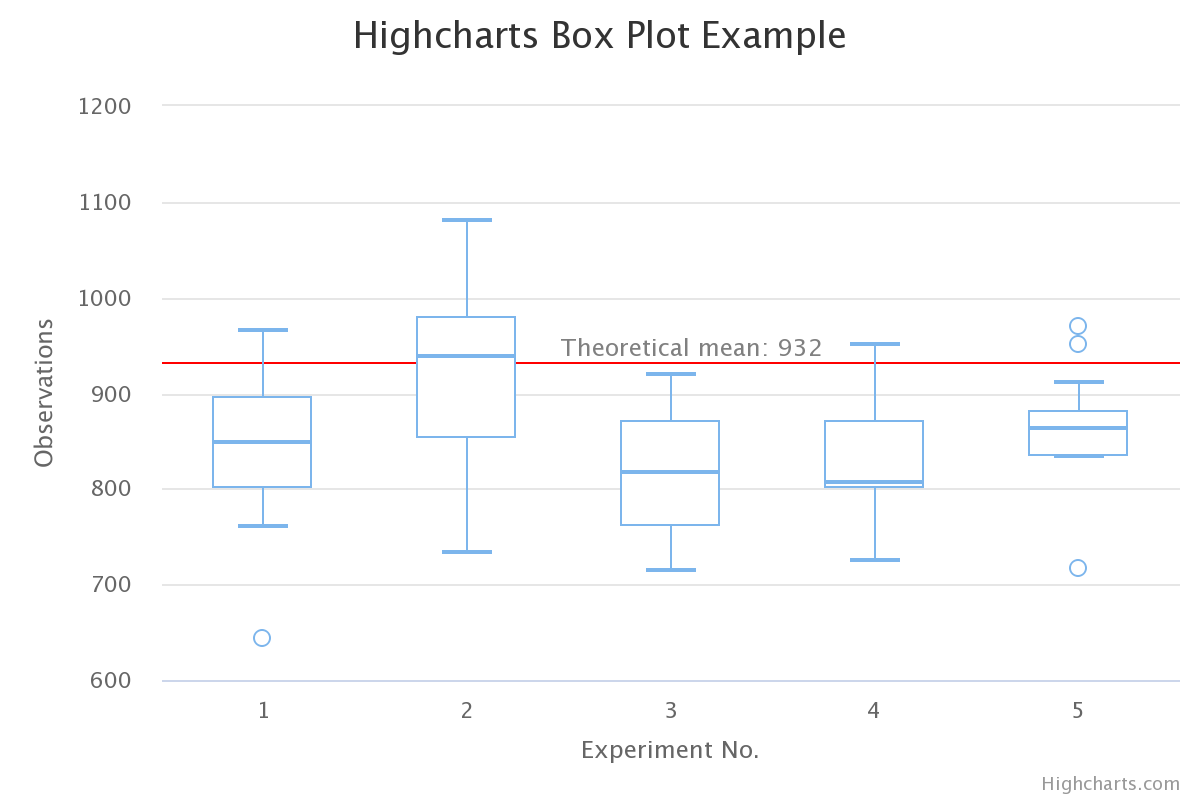 Highcharts Box Plot Example
1200
1100
1000
900
800
700
600
Observations
Theoretical mean: 932
1 2 3 4 5
Experiment No.
Highcharts.com